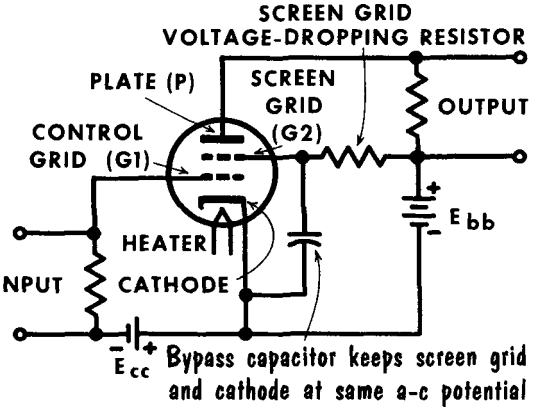 SCREEN GRID
VOLTAGE-DROPPING RESISTOR
PLATE (P)
SCREEN
GRID
(G2)
OUTPUT
CONTROL
GRID (G1)
+
E bb
-
HEATER
NPUT
CATHODE
- +
Ecc
Bypass capacitor keeps screen grid
and cathode at same a-c potential